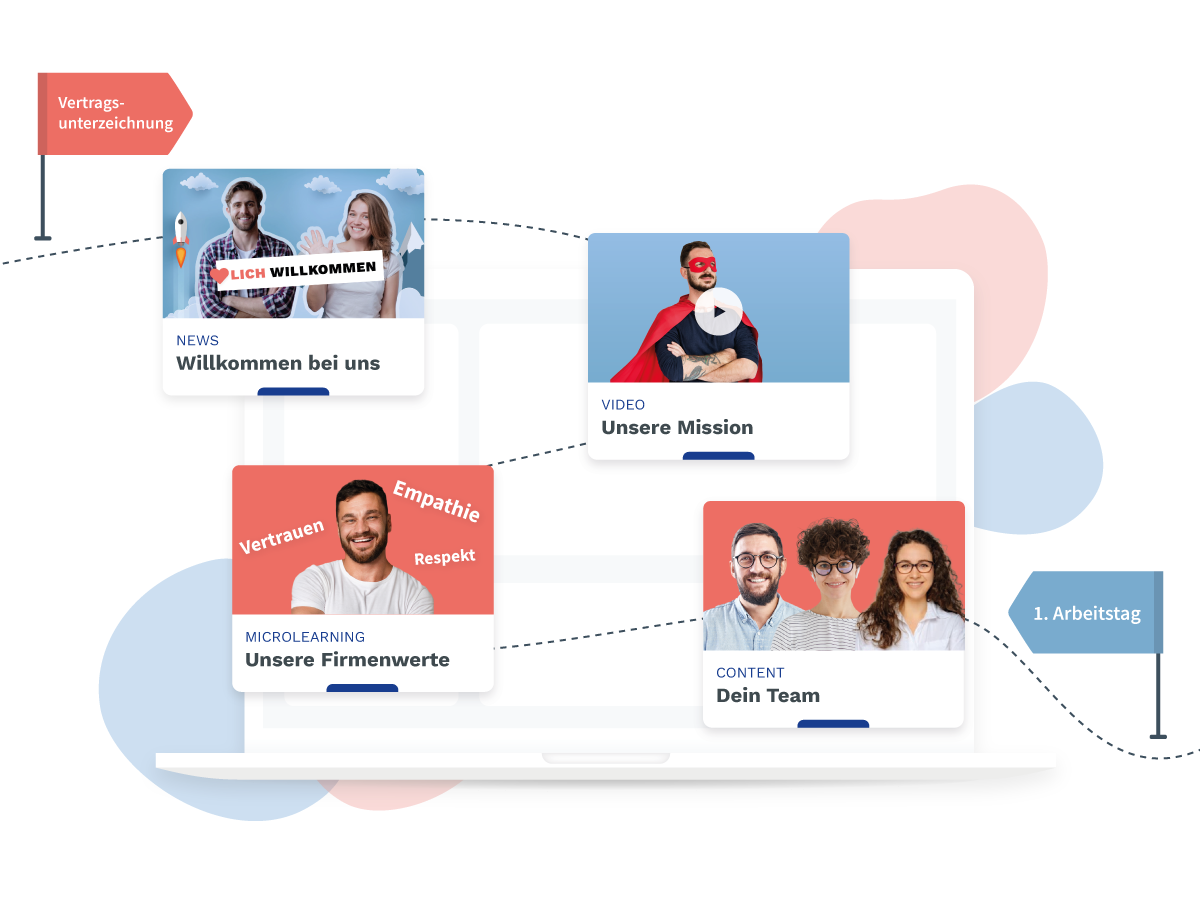 Vertrags-
unterzeichnung
LICH WILLKOMMEN
NEWS
Willkommen bei uns
VIDEO
Unsere Mission
Vertrauen
Empathie
Respekt
MICROLEARNING
Unsere Firmenwerte
CONTENT
Dein Team
1. Arbeitstag